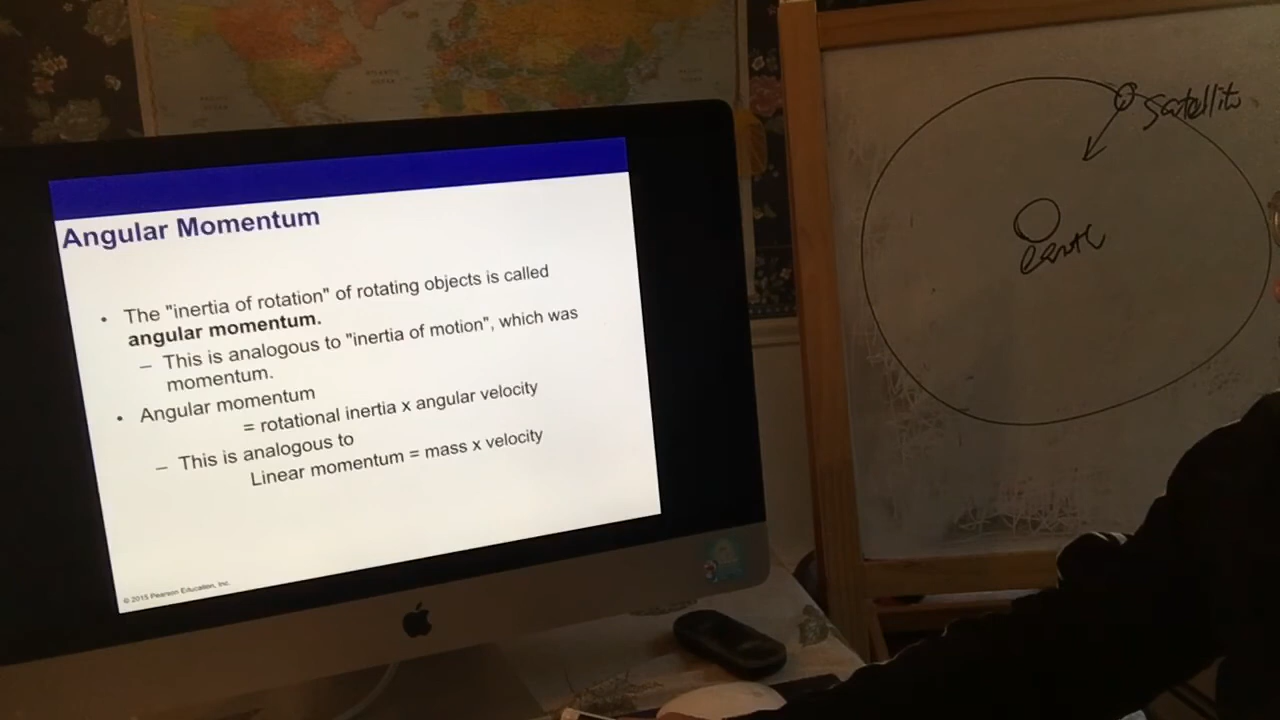 Angular Momentum
• The "inertia of rotation" of rotating objects is called
angular momentum.
– This is analogous to "inertia of motion", which was
momentum.
• Angular momentum
= rotational inertia x angular velocity
– This is analogous to
Linear momentum = mass x velocity
© 2015 Pearson Education, Inc.
satellite
earth
ATLANTIC
OCEAN